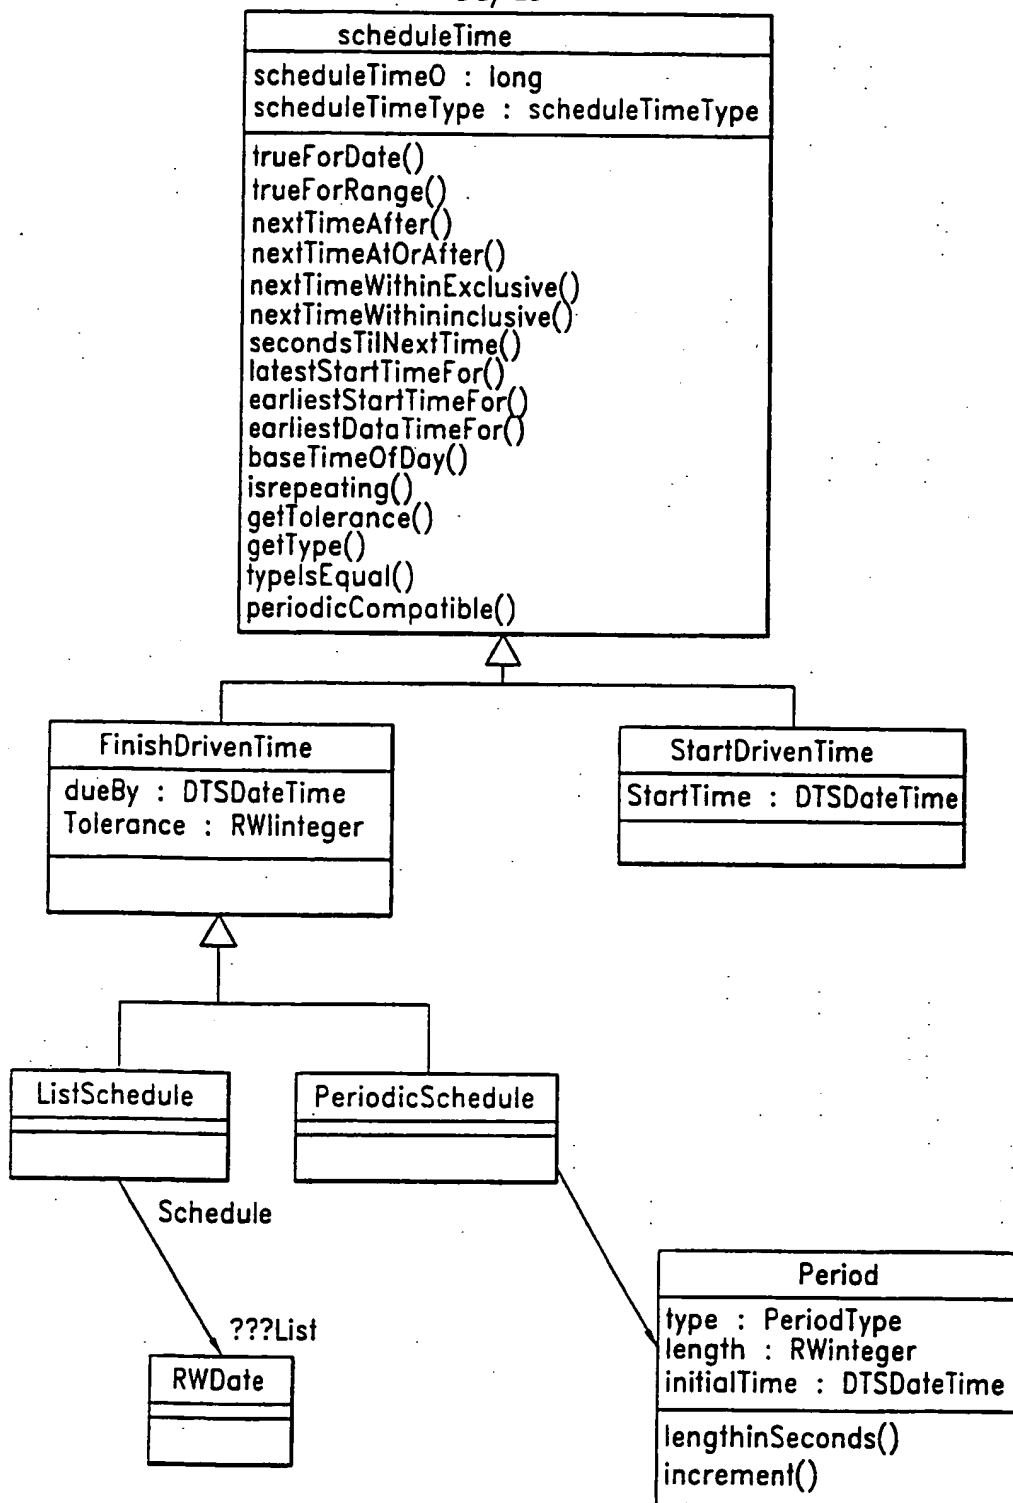 scheduleTime
scheduleTimeO : long
scheduleTimeType : scheduleTimeType
trueForDate()
trueForRange()
nextTimeAfter()
nextTimeAtOrAfter()
nextTimeWithinExclusive()
nextTimeWithininclusive()
secondsTilNextTime()
latestStartTimeFor()
earliestStartTimeFor()
earliestDataTimeFor()
baseTimeOfDay()
isrepeating()
getTolerance()
getType()
typeIsEqual()
periodicCompatible()
FinishDrivenTime
dueBy : DTSDateTime
Tolerance : RWIinteger
StartDrivenTime
StartTime : DTSDateTime
ListSchedule
PeriodicSchedule
Schedule
???List
RWDate
Period
type : PeriodType
length : RWinteger
initialTime : DTSDateTime
lengthinSeconds()
increment()